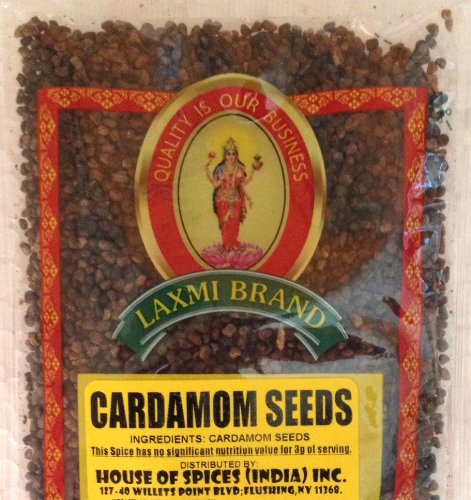 QUALITY IS OUR BUSINESS
LAXMI BRAND
CARDAMOM SEEDS
INGREDIENTS: CARDAMOM SEEDS
This Spice has no significant nutrition value for 3g of serving.
DISTRIBUTED BY:
HOUSE OF SPICES (INDIA) INC.
127-40 WILLETS POINT BLVD; FLUSHING, NY 11368.